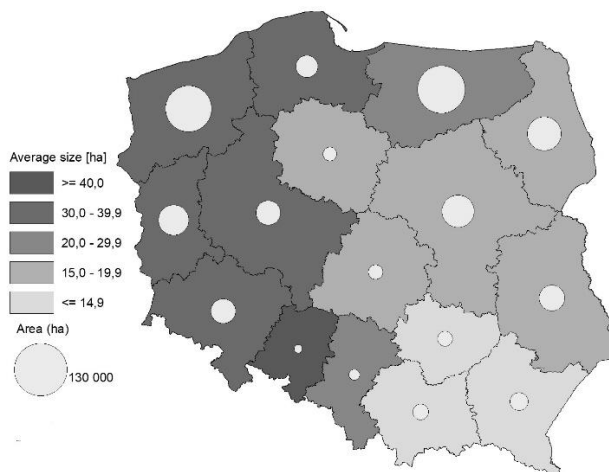 Average size [ha]
>= 40,0
30,0 - 39,9
20,0 - 29,9
15,0 - 19,9
<= 14,9
Area (ha)
130 000